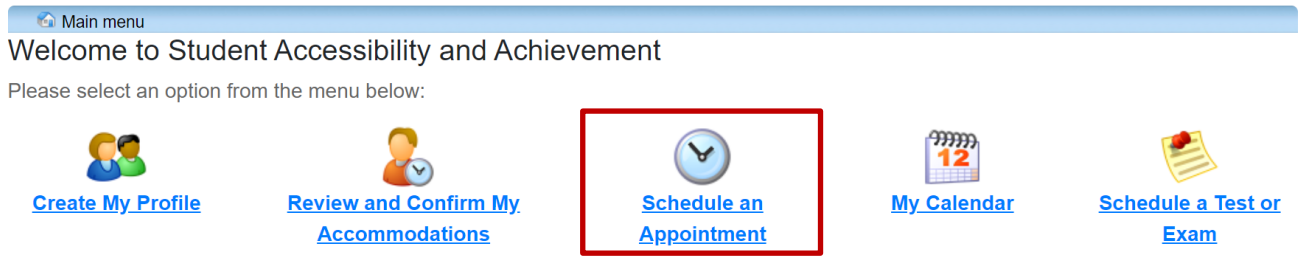 Main menu
Welcome to Student Accessibility and Achievement
Please select an option from the menu below:
12
Create My Profile
Review and Confirm My
Accommodations
Schedule an
Appointment
My Calendar
Schedule a Test or
Exam